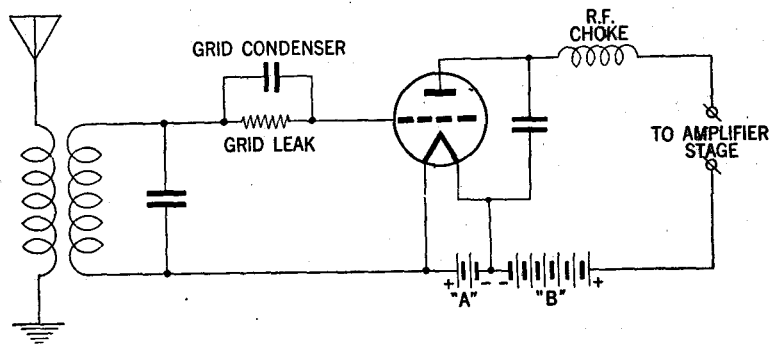 R.F.
CHOKE
GRID CONDENSER
GRID LEAK
TO AMPLIFIER
STAGE
+ "A" - - "B" +